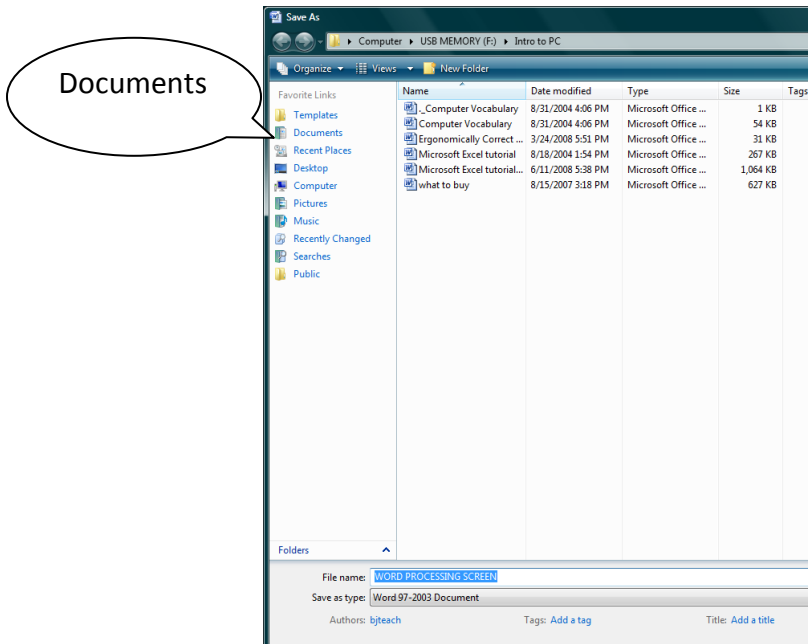 Save As
Computer USB MEMORY (F:) Intro to PC
Organize Views New Folder
Documents
Favorite Links
Templates
Documents
Recent Places
Desktop
Computer
Pictures
Music
Recently Changed
Searches
Public
Folders
Name Date modified Type Size Tags
._Computer Vocabulary 8/31/2004 4:06 PM Microsoft Office ... 1 KB
Computer Vocabulary 8/31/2004 4:06 PM Microsoft Office ... 54 KB
Ergonomically Correct ... 3/24/2008 5:51 PM Microsoft Office ... 31 KB
Microsoft Excel tutorial 8/18/2004 1:54 PM Microsoft Office ... 267 KB
Microsoft Excel tutorial... 6/11/2008 5:38 PM Microsoft Office ... 1,064 KB
what to buy 8/15/2007 3:18 PM Microsoft Office ... 627 KB
File name: WORD PROCESSING SCREEN
Save as type: Word 97-2003 Document
Authors: bjteach Tags: Add a tag Title: Add a title